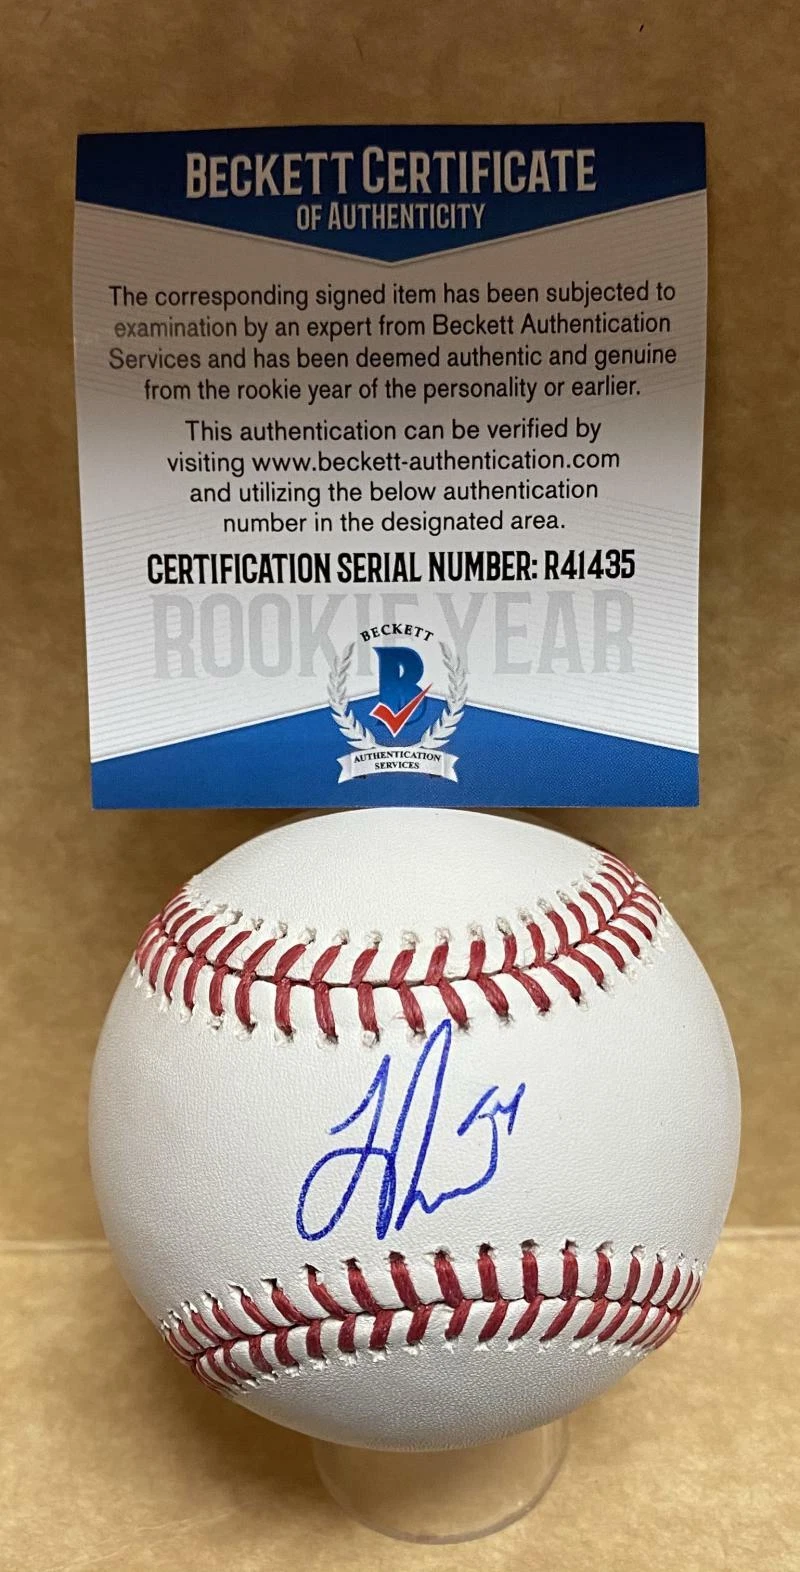 BECKETT CERTIFICATE
OF AUTHENTICITY
The corresponding signed item has been subjected to
examination by an expert from Beckett Authentication
Services and has been deemed authentic and genuine
from the rookie year of the personality or earlier.
This authentication can be verified by
visiting www.beckett-authentication.com
and utilizing the below authentication
number in the designated area.
CERTIFICATION SERIAL NUMBER: R41435
ROOKIE YEAR
BECKETT
B
AUTHENTICATION
SERVICES